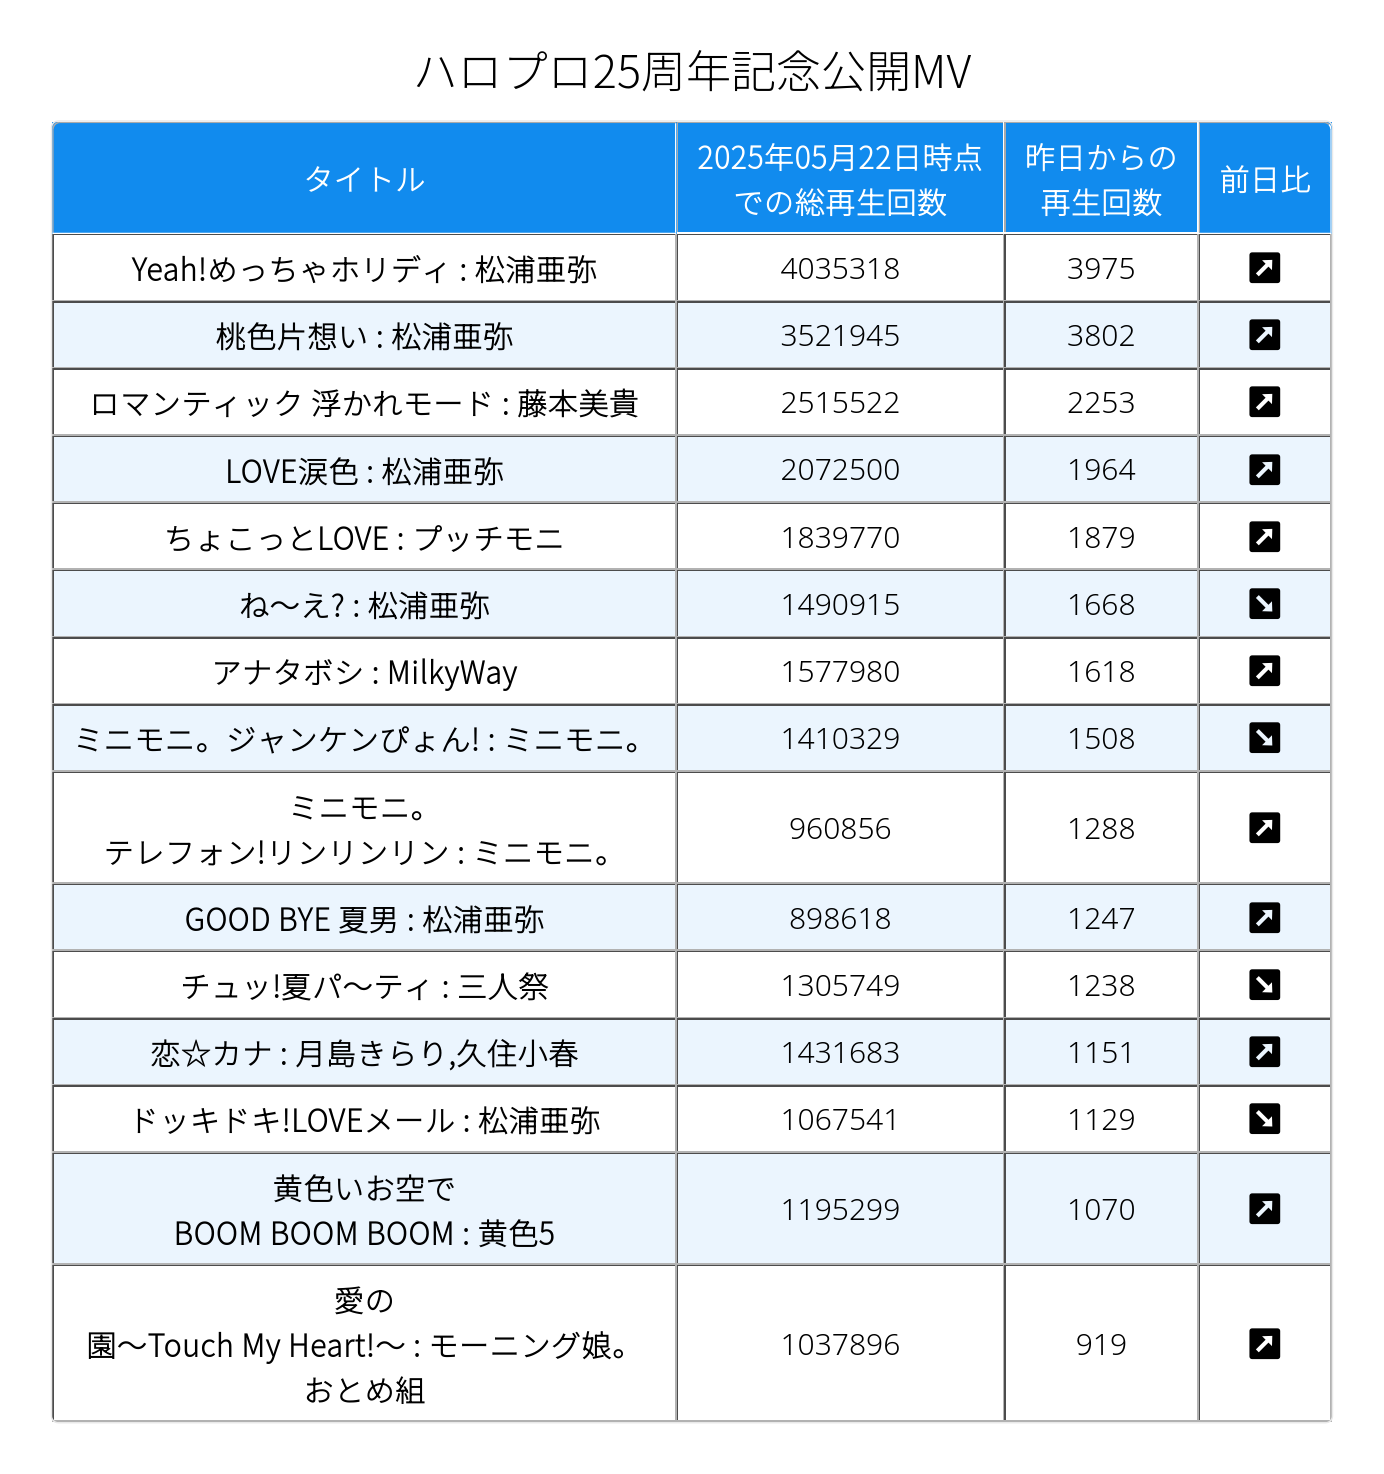 ハロプロ25周年記念公開MV
タイトル
2025年05月22日時点
での総再生回数
昨日からの
再生回数
前日比
Yeah!めっちゃホリディ : 松浦亜弥 4035318 3975 ↗
桃色片想い : 松浦亜弥 3521945 3802 ↗
ロマンティック 浮かれモード : 藤本美貴 2515522 2253 ↗
LOVE涙色 : 松浦亜弥 2072500 1964 ↗
ちょこっとLOVE : プッチモニ 1839770 1879 ↗
ね〜え? : 松浦亜弥 1490915 1668 ↘
アナタボシ : MilkyWay 1577980 1618 ↗
ミニモニ。ジャンケンぴょん! : ミニモニ。 1410329 1508 ↘
ミニモニ。
テレフォン!リンリンリン : ミニモニ。 960856 1288 ↗
GOOD BYE 夏男 : 松浦亜弥 898618 1247 ↗
チュッ!夏パ〜ティ : 三人祭 1305749 1238 ↘
恋☆カナ : 月島きらり,久住小春 1431683 1151 ↗
ドッキドキ!LOVEメール : 松浦亜弥 1067541 1129 ↘
黄色いお空で
BOOM BOOM BOOM : 黄色5 1195299 1070 ↗
愛の
園〜Touch My Heart!〜 : モーニング娘。 1037896 919 ↗
おとめ組